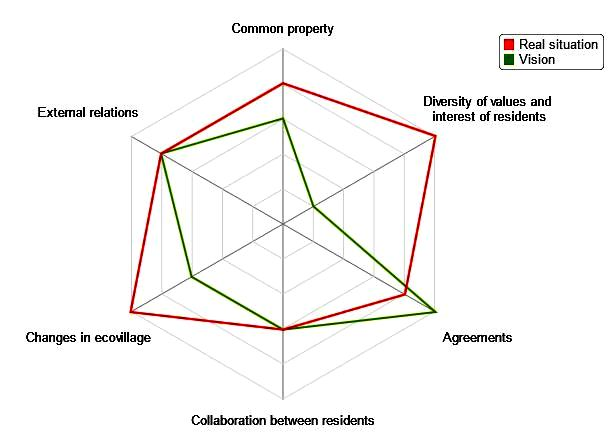 Common property
Real situation
Vision
Diversity of values and
interest of residents
External relations
Changes in ecovillage
Agreements
Collaboration between residents